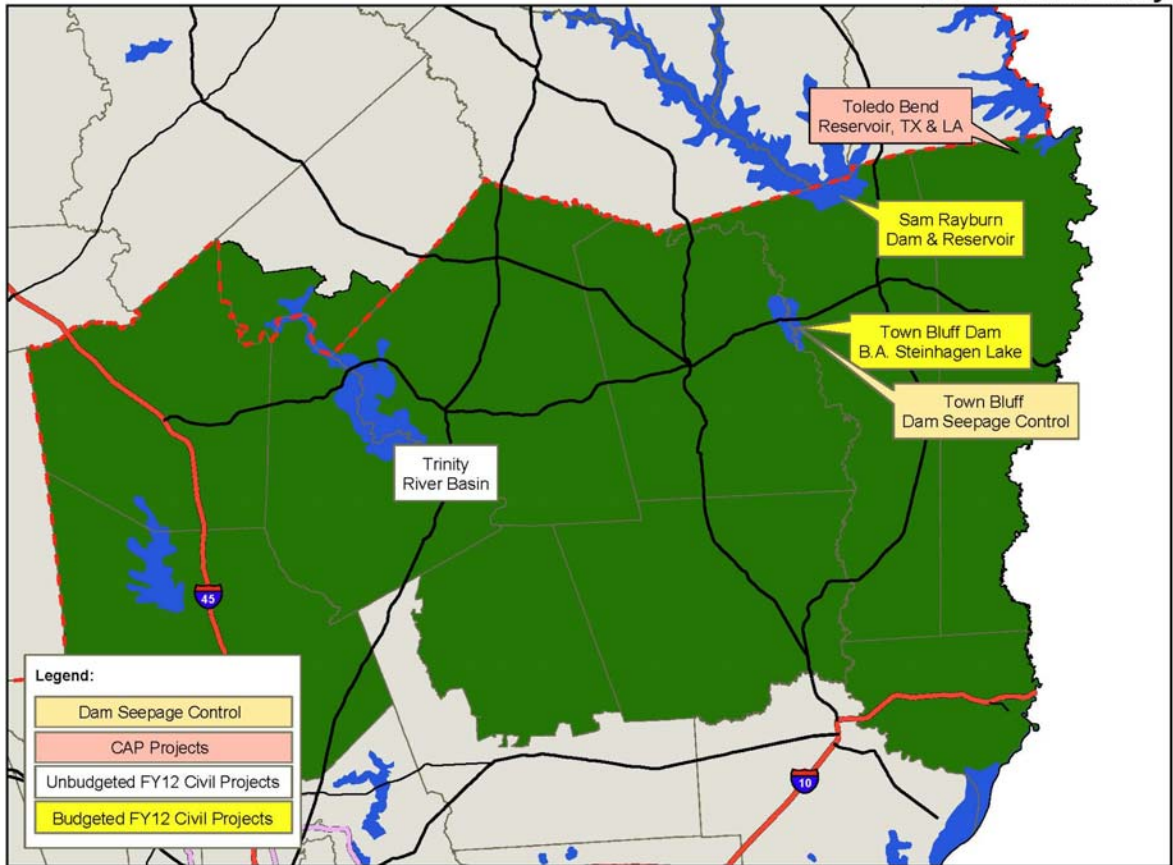 Toledo Bend
Reservoir, TX & LA
Sam Rayburn
Dam & Reservoir
Town Bluff Dam
B.A. Steinhagen Lake
Town Bluff
Dam Seepage Control
Trinity
River Basin
45
Legend:
Dam Seepage Control
CAP Projects
Unbudgeted FY12 Civil Projects
Budgeted FY12 Civil Projects
10